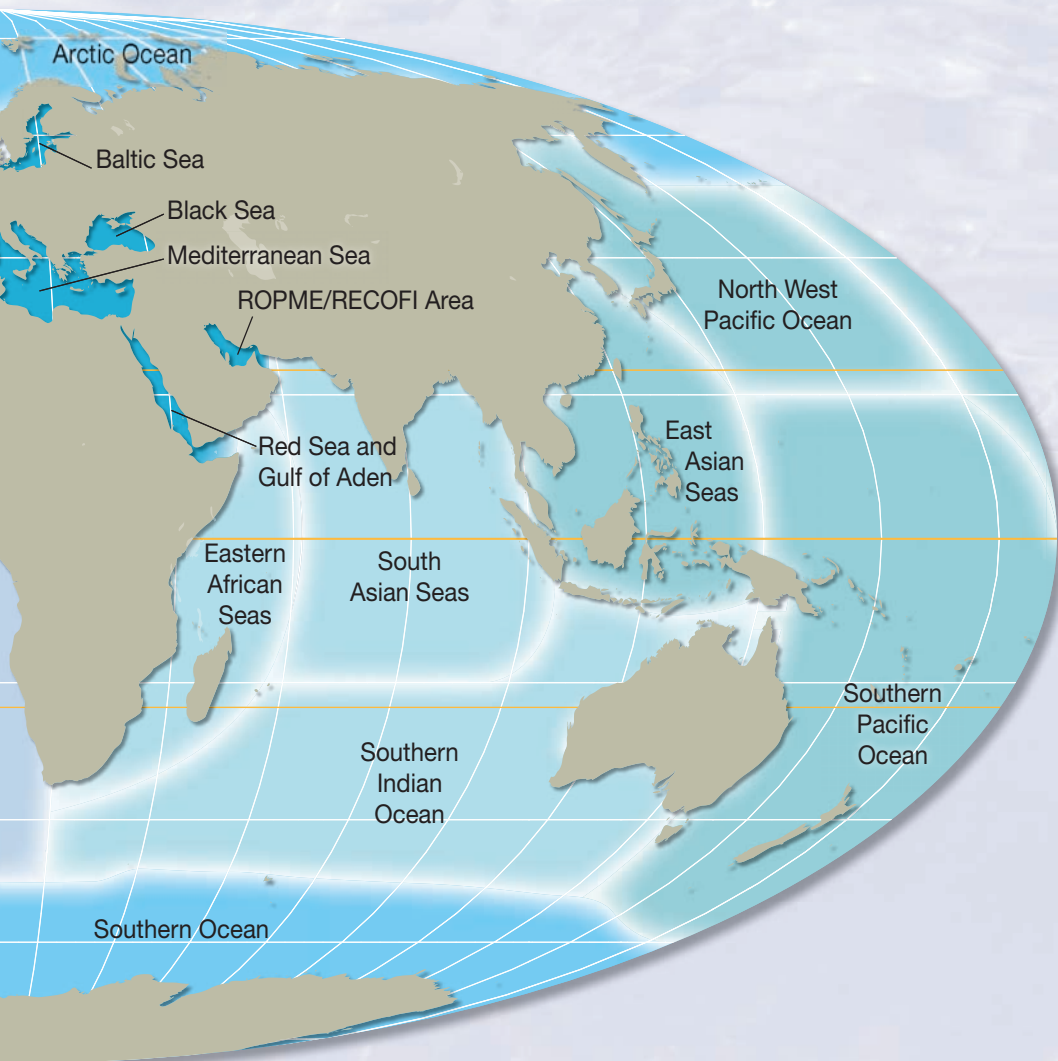 Arctic Ocean
Baltic Sea
Black Sea
Mediterranean Sea
ROPME/RECOFI Area
North West
Pacific Ocean
Red Sea and
Gulf of Aden
East
Asian
Seas
Eastern
African
Seas
South
Asian Seas
Southern
Pacific
Ocean
Southern
Indian
Ocean
Southern Ocean